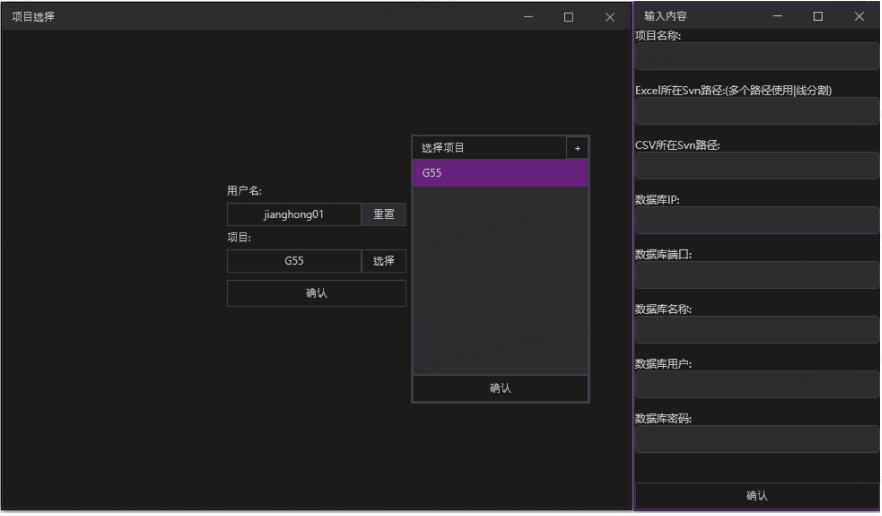 项目选择
用户名:
jianghong01 重置
项目:
G55 选择
确认
选择项目 +
G55
确认
输入内容
项目名称:
Excel所在Svn路径:(多个路径使用|线分割)
CSV所在Svn路径:
数据库IP:
数据库端口:
数据库名称:
数据库用户:
数据库密码:
确认